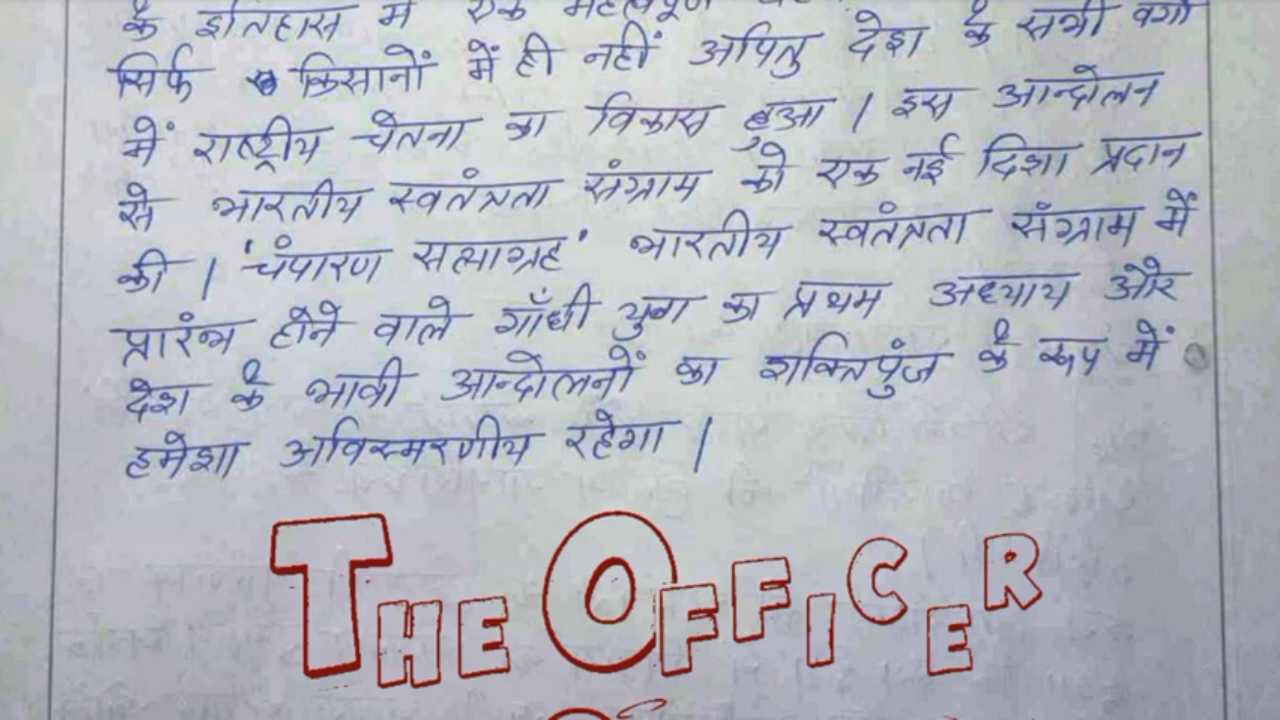 के इतिहास में एक महत्वपूर्ण
सिर्फ किसानों में ही नहीं अपितु देश के सभी वर्गो
में राष्ट्रीय चेतना का विकास हुआ । इस आन्दोलन
से भारतीय स्वतंत्रता संग्राम को एक नई दिशा प्रदान
की । 'चंपारण सत्याग्रह' भारतीय स्वतंत्रता संग्राम में
प्रारंभ होने वाले गाँधी युग का प्रथम अध्याय और
देश के भावी आन्दोलनों का शक्तिपुंज के रूप में
हमेशा अविस्मरणीय रहेगा ।
THE OFFICER